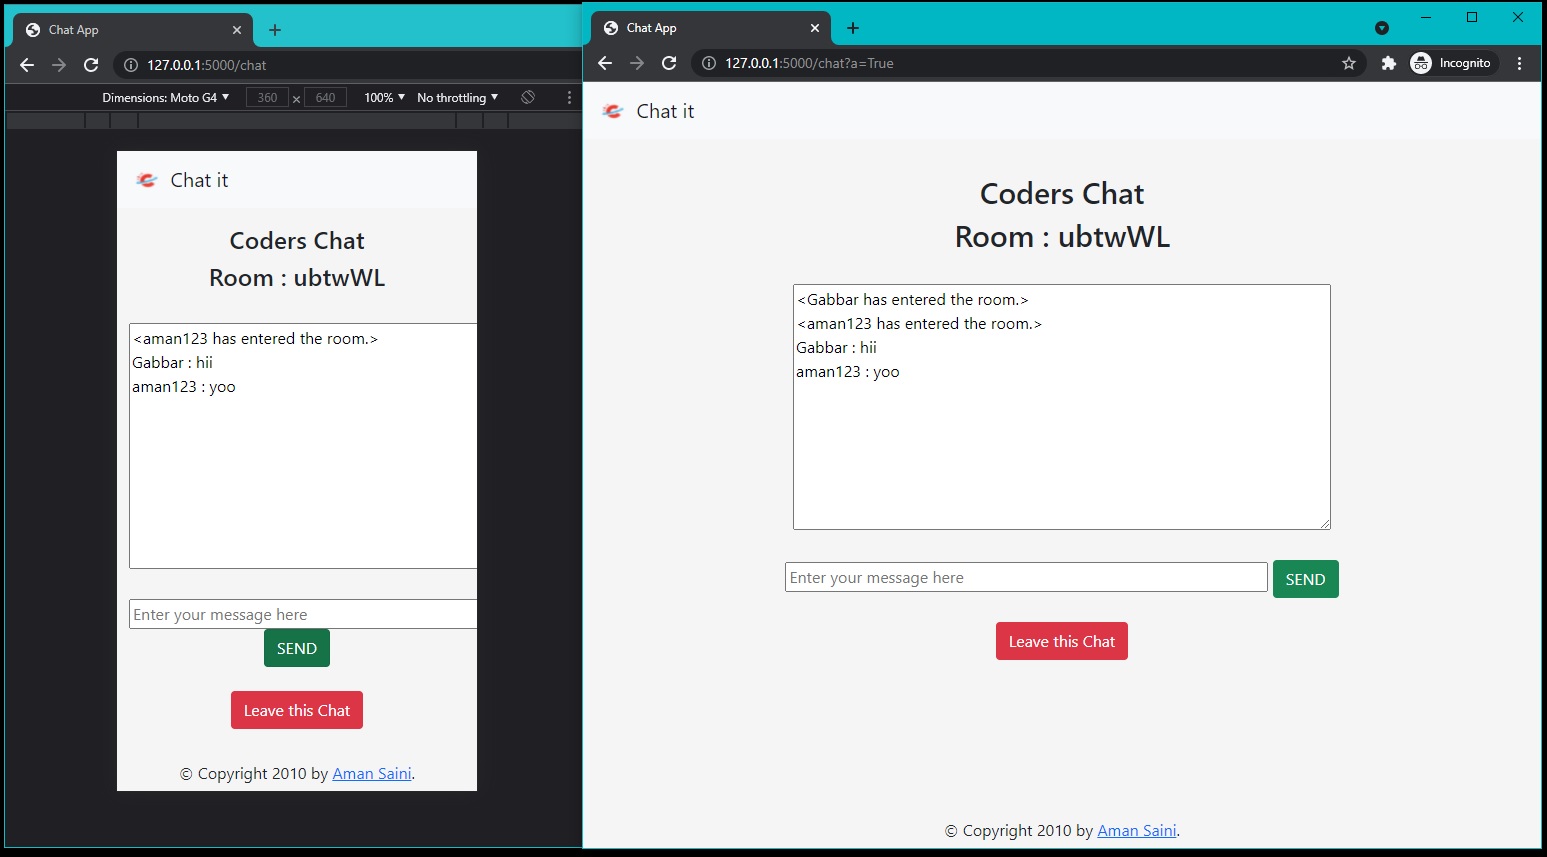 Chat App
127.0.0.1:5000/chat
Dimensions: Moto G4 360 × 640 100% No throttling
Chat it
Coders Chat
Room : ubtwWL
<aman123 has entered the room.>
Gabbar : hii
aman123 : yoo
Enter your message here
SEND
Leave this Chat
© Copyright 2010 by Aman Saini.
Chat App
127.0.0.1:5000/chat?a=True Incognito
Chat it
Coders Chat
Room : ubtwWL
<Gabbar has entered the room.>
<aman123 has entered the room.>
Gabbar : hii
aman123 : yoo
Enter your message here SEND
Leave this Chat
© Copyright 2010 by Aman Saini.